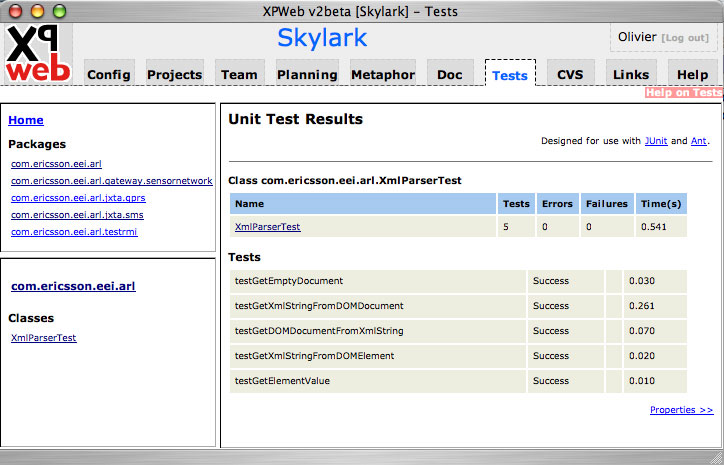 XPWeb v2beta [Skylark] - Tests
XP
web
Skylark
Olivier [Log out]
Config Projects Team Planning Metaphor Doc Tests CVS Links Help
Help on Tests
Home
Packages
com.ericsson.eei.arl
com.ericsson.eei.arl.gateway.sensornetwork
com.ericsson.eei.arl.jxta.gprs
com.ericsson.eei.arl.jxta.sms
com.ericsson.eei.arl.testrmi
com.ericsson.eei.arl
Classes
XmlParserTest
Unit Test Results
Designed for use with JUnit and Ant.
Class com.ericsson.eei.arl.XmlParserTest
Name Tests Errors Failures Time(s)
XmlParserTest 5 0 0 0.541
Tests
testGetEmptyDocument Success 0.030
testGetXmlStringFromDOMDocument Success 0.261
testGetDOMDocumentFromXmlString Success 0.070
testGetXmlStringFromDOMElement Success 0.020
testGetElementValue Success 0.010
Properties >>